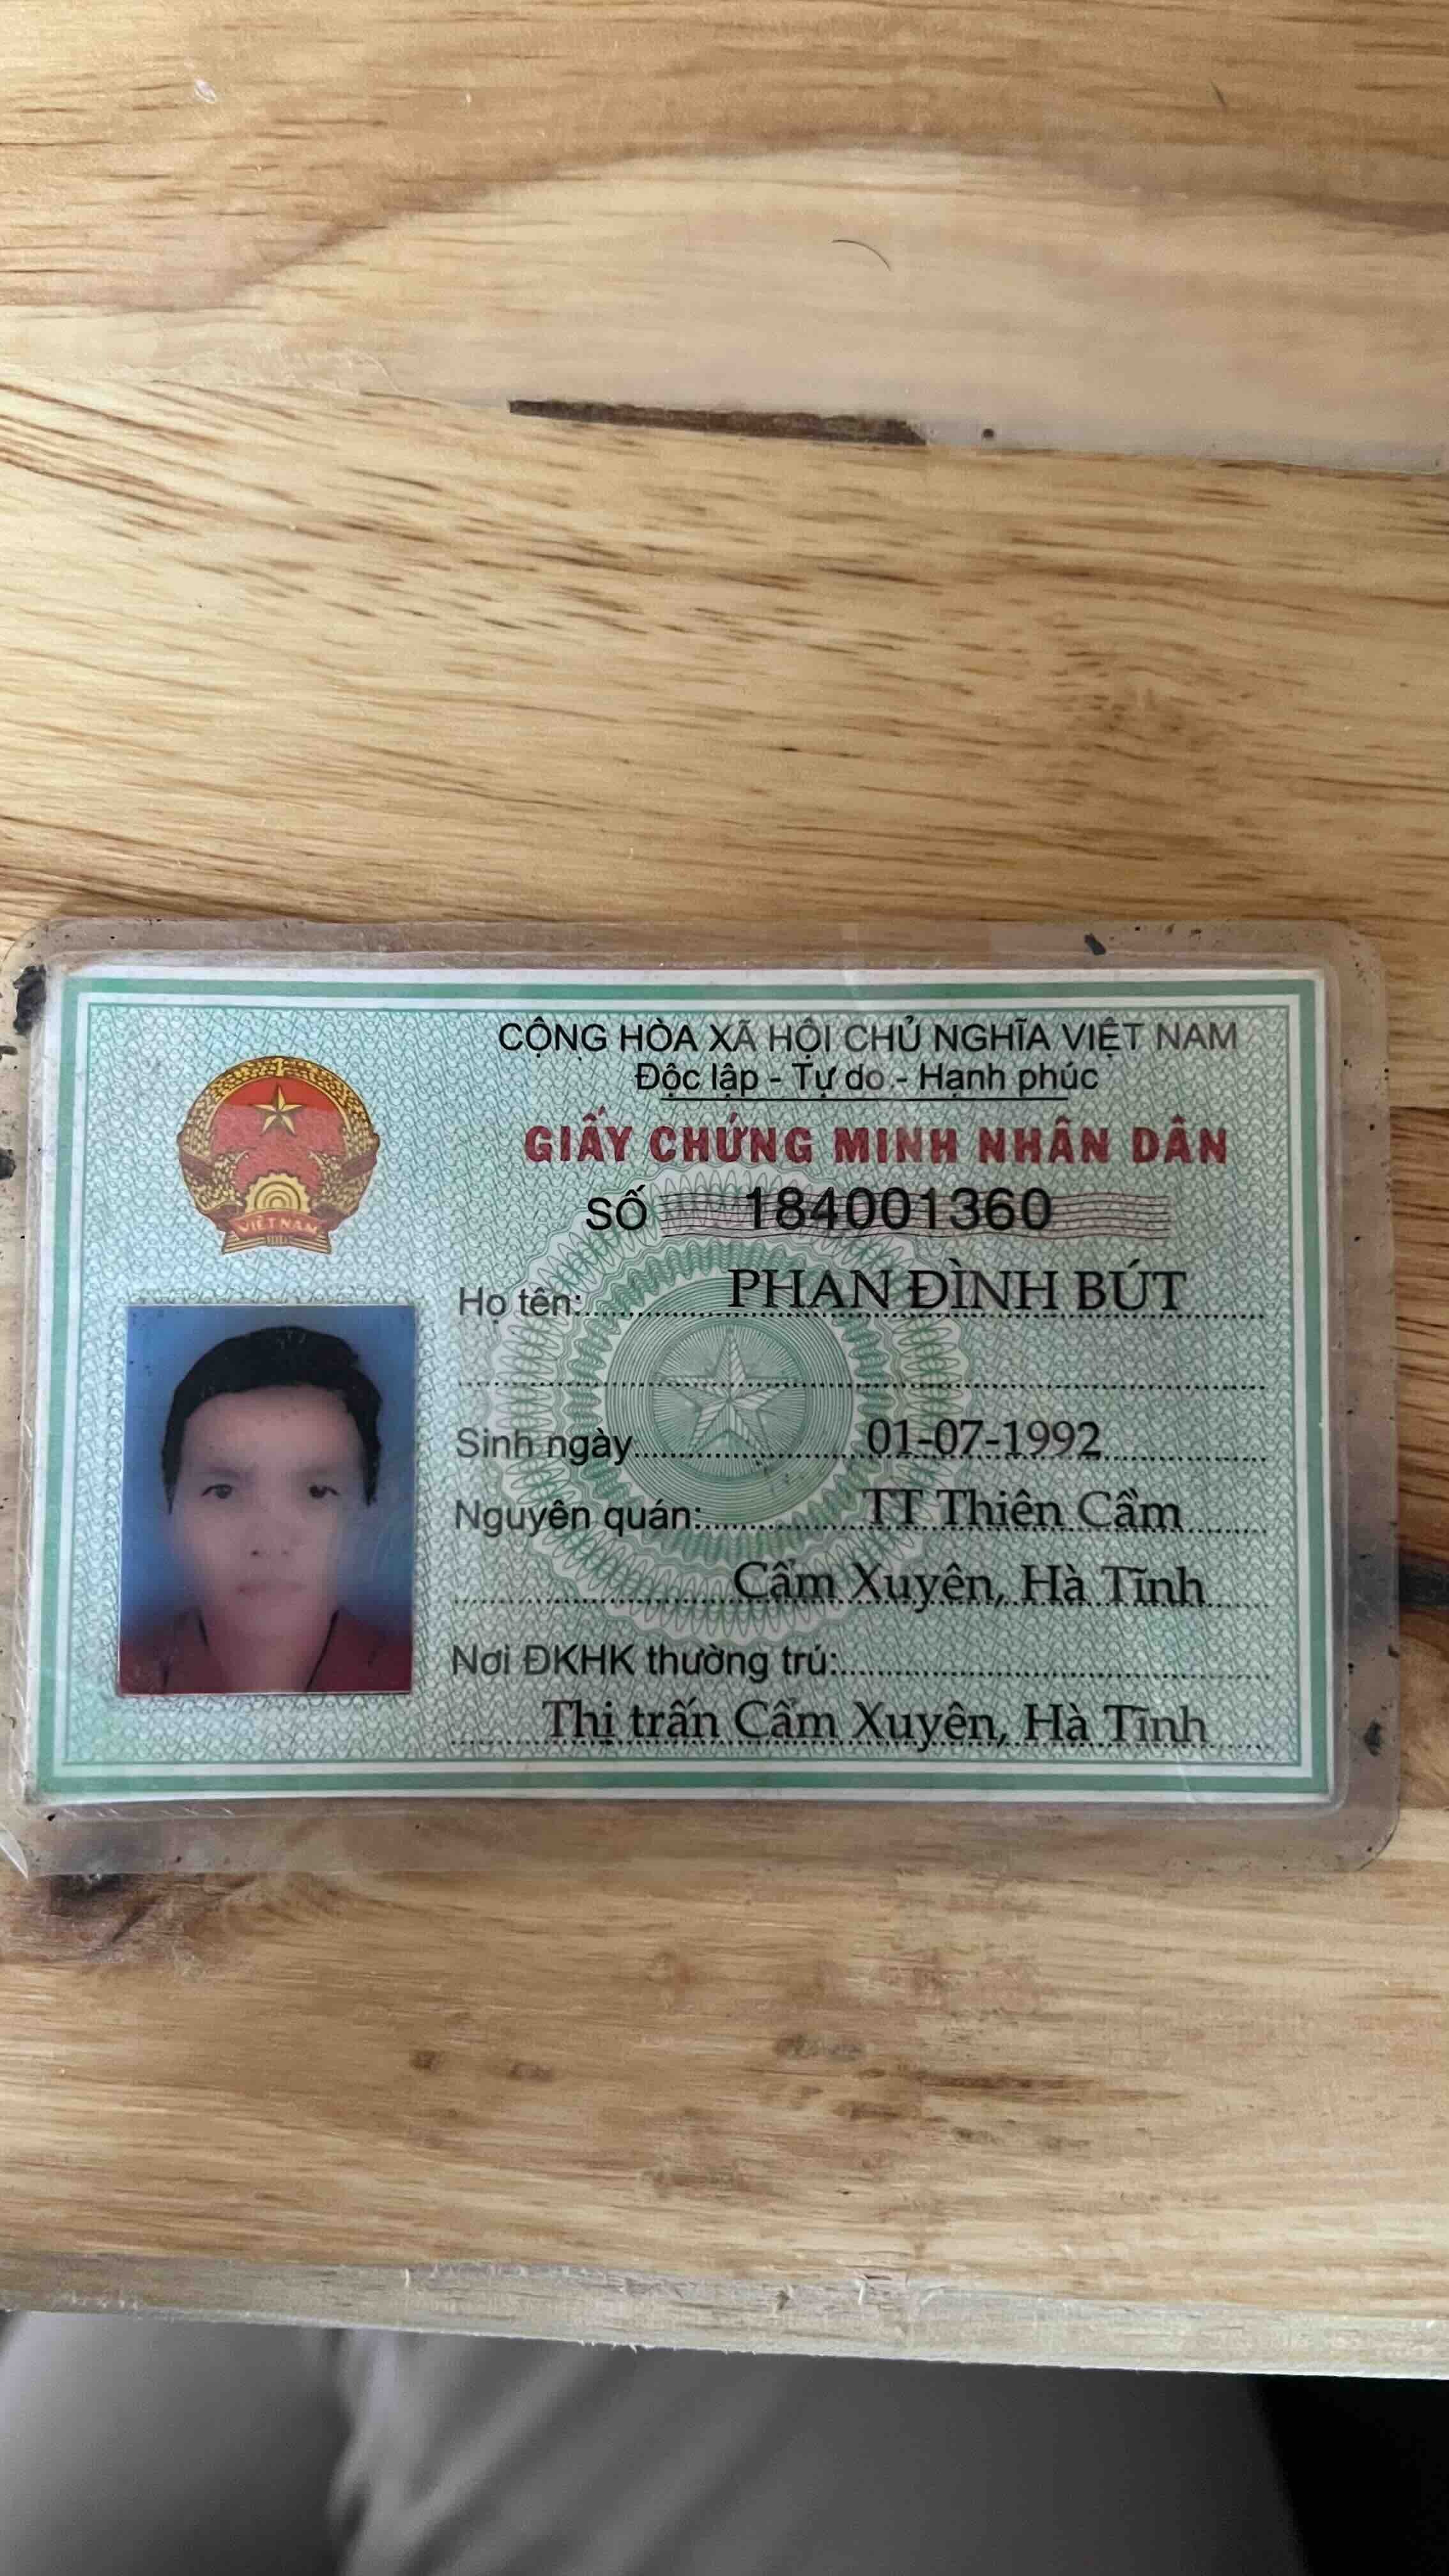 CỘNG HÒA XÃ HỘI CHỦ NGHĨA VIỆT NAM
Độc lập - Tự do - Hạnh phúc
GIẤY CHỨNG MINH NHÂN DÂN
SỐ 184001360
VIỆT NAM
Họ tên: PHAN ĐÌNH BÚT
Sinh ngày 01-07-1992
Nguyên quán: TT Thiên Cầm
Cẩm Xuyên, Hà Tĩnh
Nơi ĐKHK thường trú:
Thị trấn Cẩm Xuyên, Hà Tĩnh